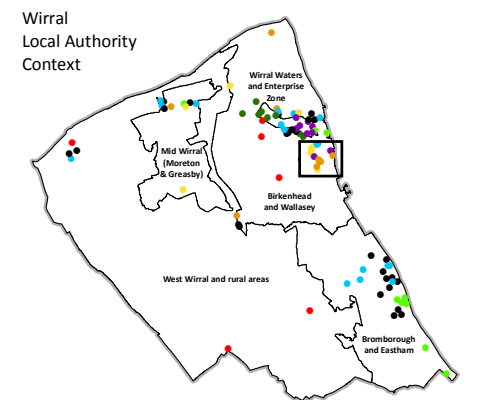 Wirral
Local Authority
Context
Wirral Waters
and Enterprise
Zone
Mid Wirral
(Moreton
& Greasby)
Birkenhead
and Wallasey
West Wirral and rural areas
Bromborough
and Eastham